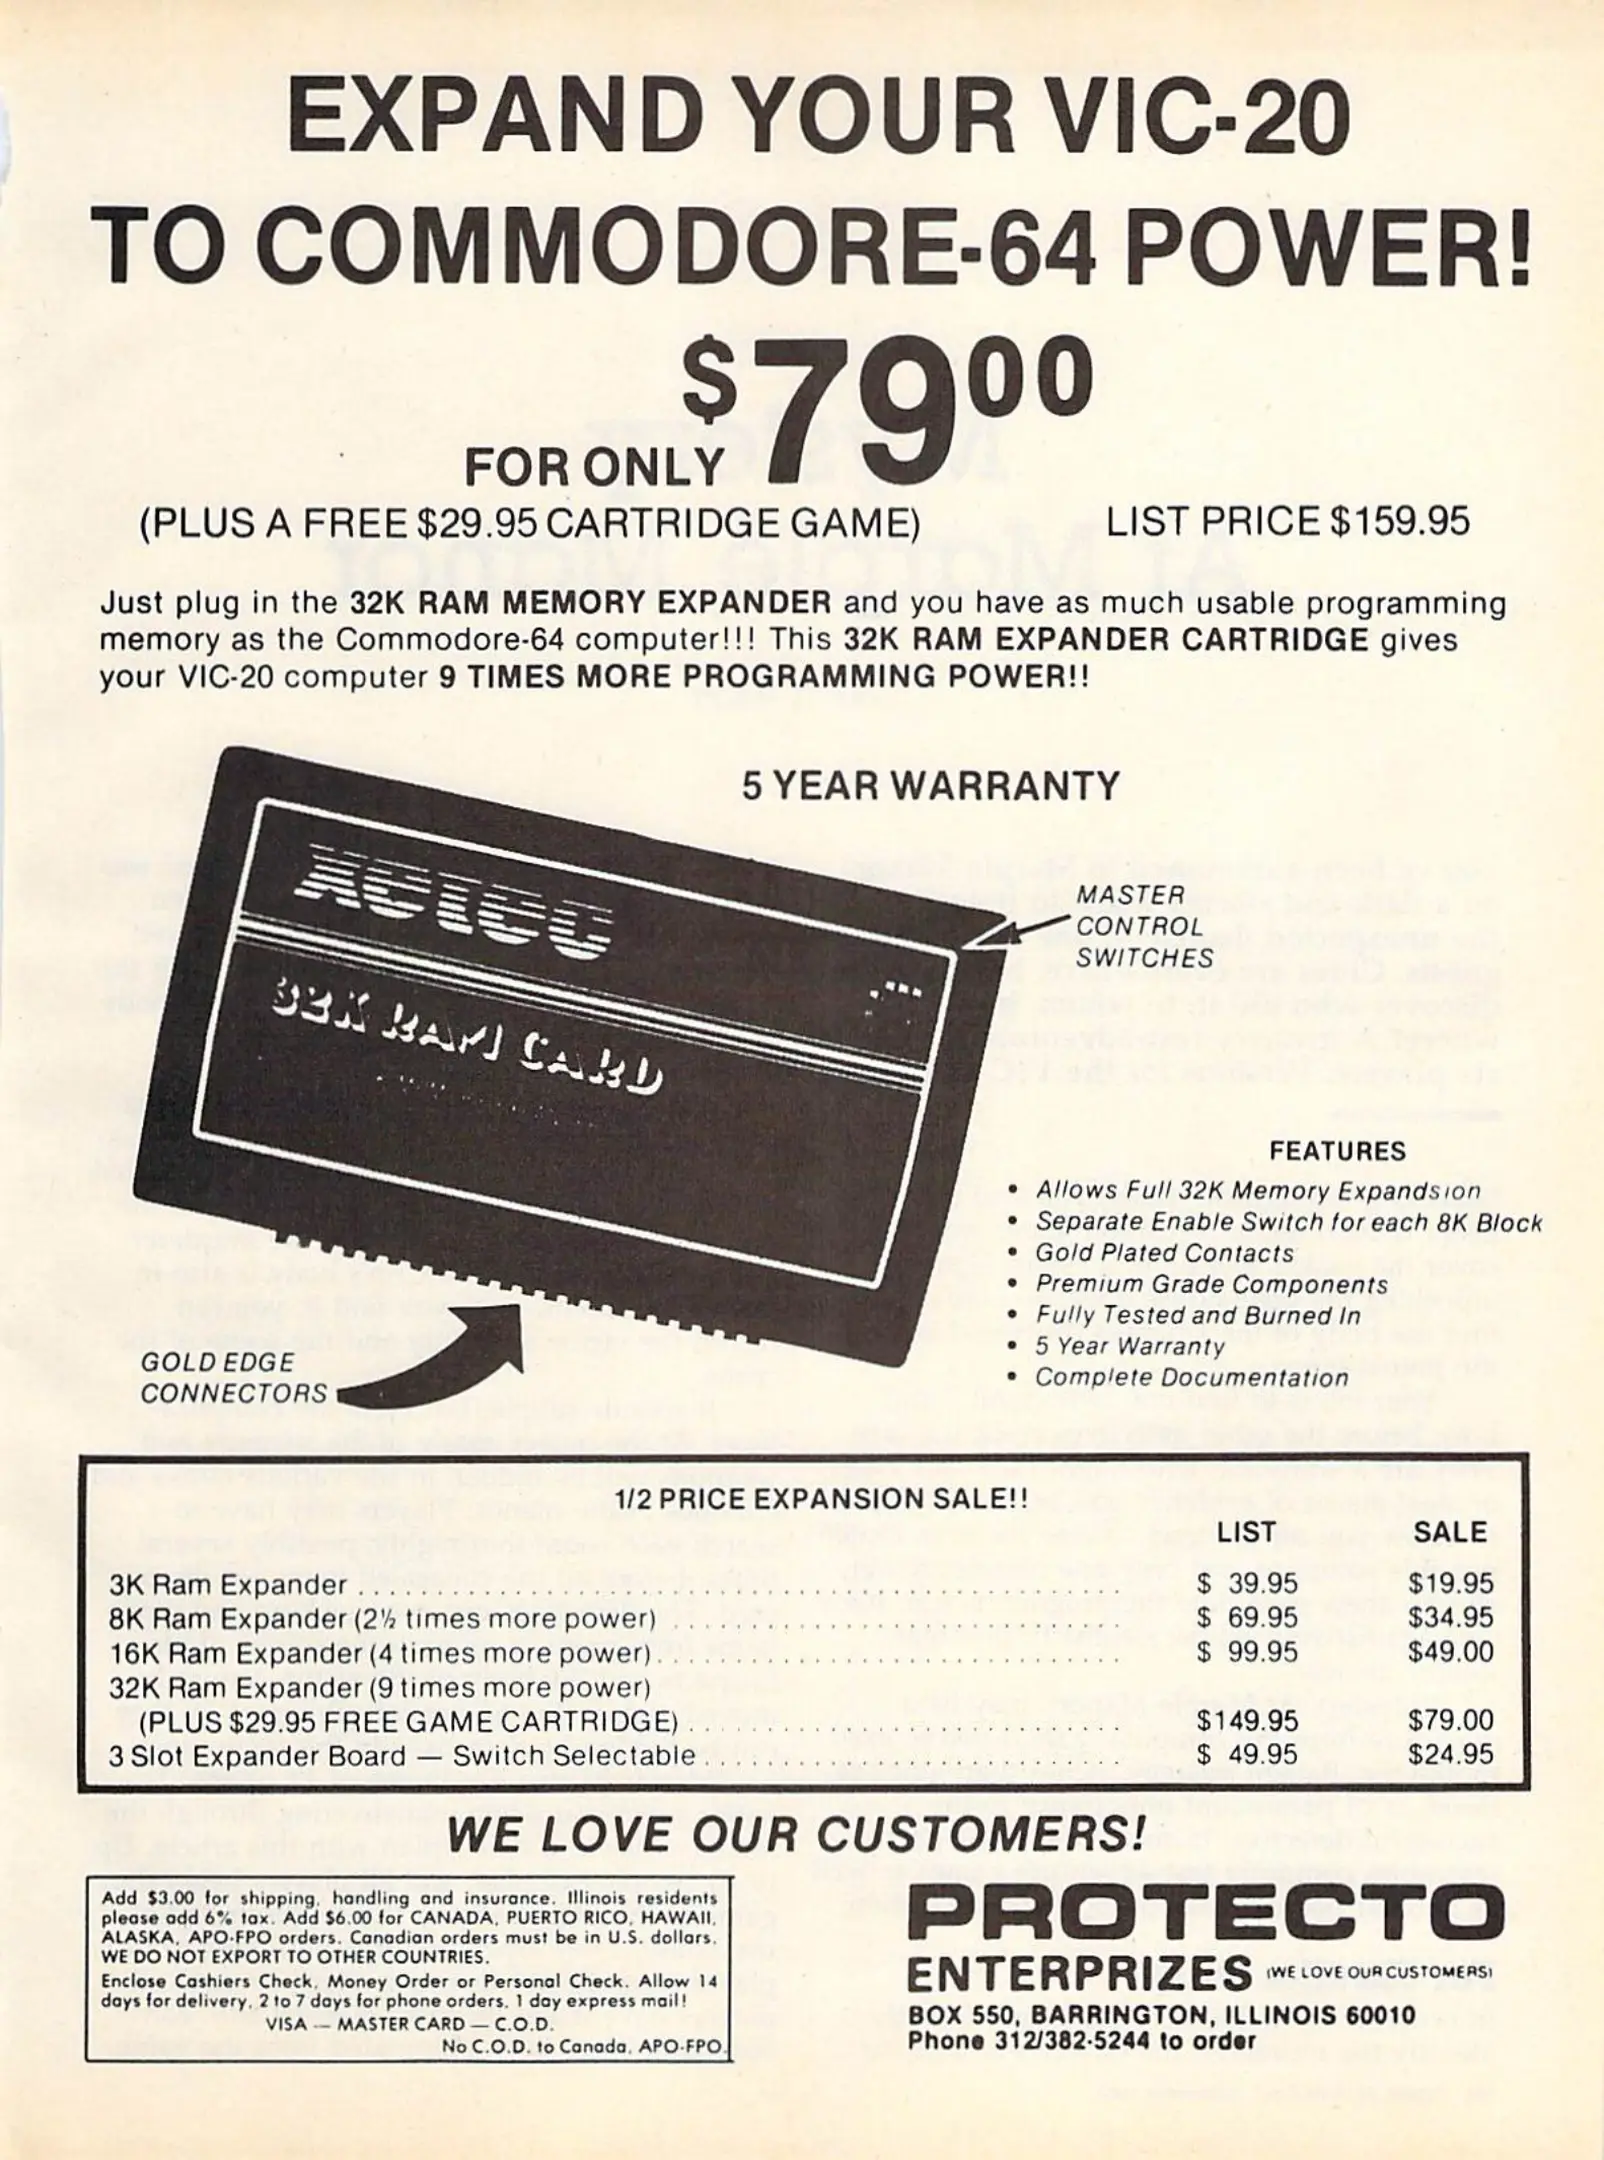 EXPAND YOUR VIC-20
TO COMMODORE-64 POWER!
FOR ONLY $79.00
(PLUS A FREE $29.95 CARTRIDGE GAME) LIST PRICE $159.95
Just plug in the 32K RAM MEMORY EXPANDER and you have as much usable programming
memory as the Commodore-64 computer!!! This 32K RAM EXPANDER CARTRIDGE gives
your VIC-20 computer 9 TIMES MORE PROGRAMMING POWER!!
5 YEAR WARRANTY
32K RAM CARD
MASTER
CONTROL
SWITCHES
GOLD EDGE
CONNECTORS
FEATURES
• Allows Full 32K Memory Expandsion
• Separate Enable Switch for each 8K Block
• Gold Plated Contacts
• Premium Grade Components
• Fully Tested and Burned In
• 5 Year Warranty
• Complete Documentation
1/2 PRICE EXPANSION SALE!!
LIST SALE
3K Ram Expander $ 39.95 $19.95
8K Ram Expander (2½ times more power) $ 69.95 $34.95
16K Ram Expander (4 times more power) $ 99.95 $49.00
32K Ram Expander (9 times more power)
(PLUS $29.95 FREE GAME CARTRIDGE) $149.95 $79.00
3 Slot Expander Board — Switch Selectable $ 49.95 $24.95
WE LOVE OUR CUSTOMERS!
Add $3.00 for shipping, handling and insurance. Illinois residents
please add 6% tax. Add $6.00 for CANADA, PUERTO RICO, HAWAII,
ALASKA, APO-FPO orders. Canadian orders must be in U.S. dollars.
WE DO NOT EXPORT TO OTHER COUNTRIES.
Enclose Cashiers Check, Money Order or Personal Check. Allow 14
days for delivery, 2 to 7 days for phone orders, 1 day express mail!
VISA — MASTER CARD — C.O.D.
No C.O.D. to Canada, APO-FPO.
PROTECTO
ENTERPRIZES (WE LOVE OUR CUSTOMERS)
BOX 550, BARRINGTON, ILLINOIS 60010
Phone 312/382-5244 to order